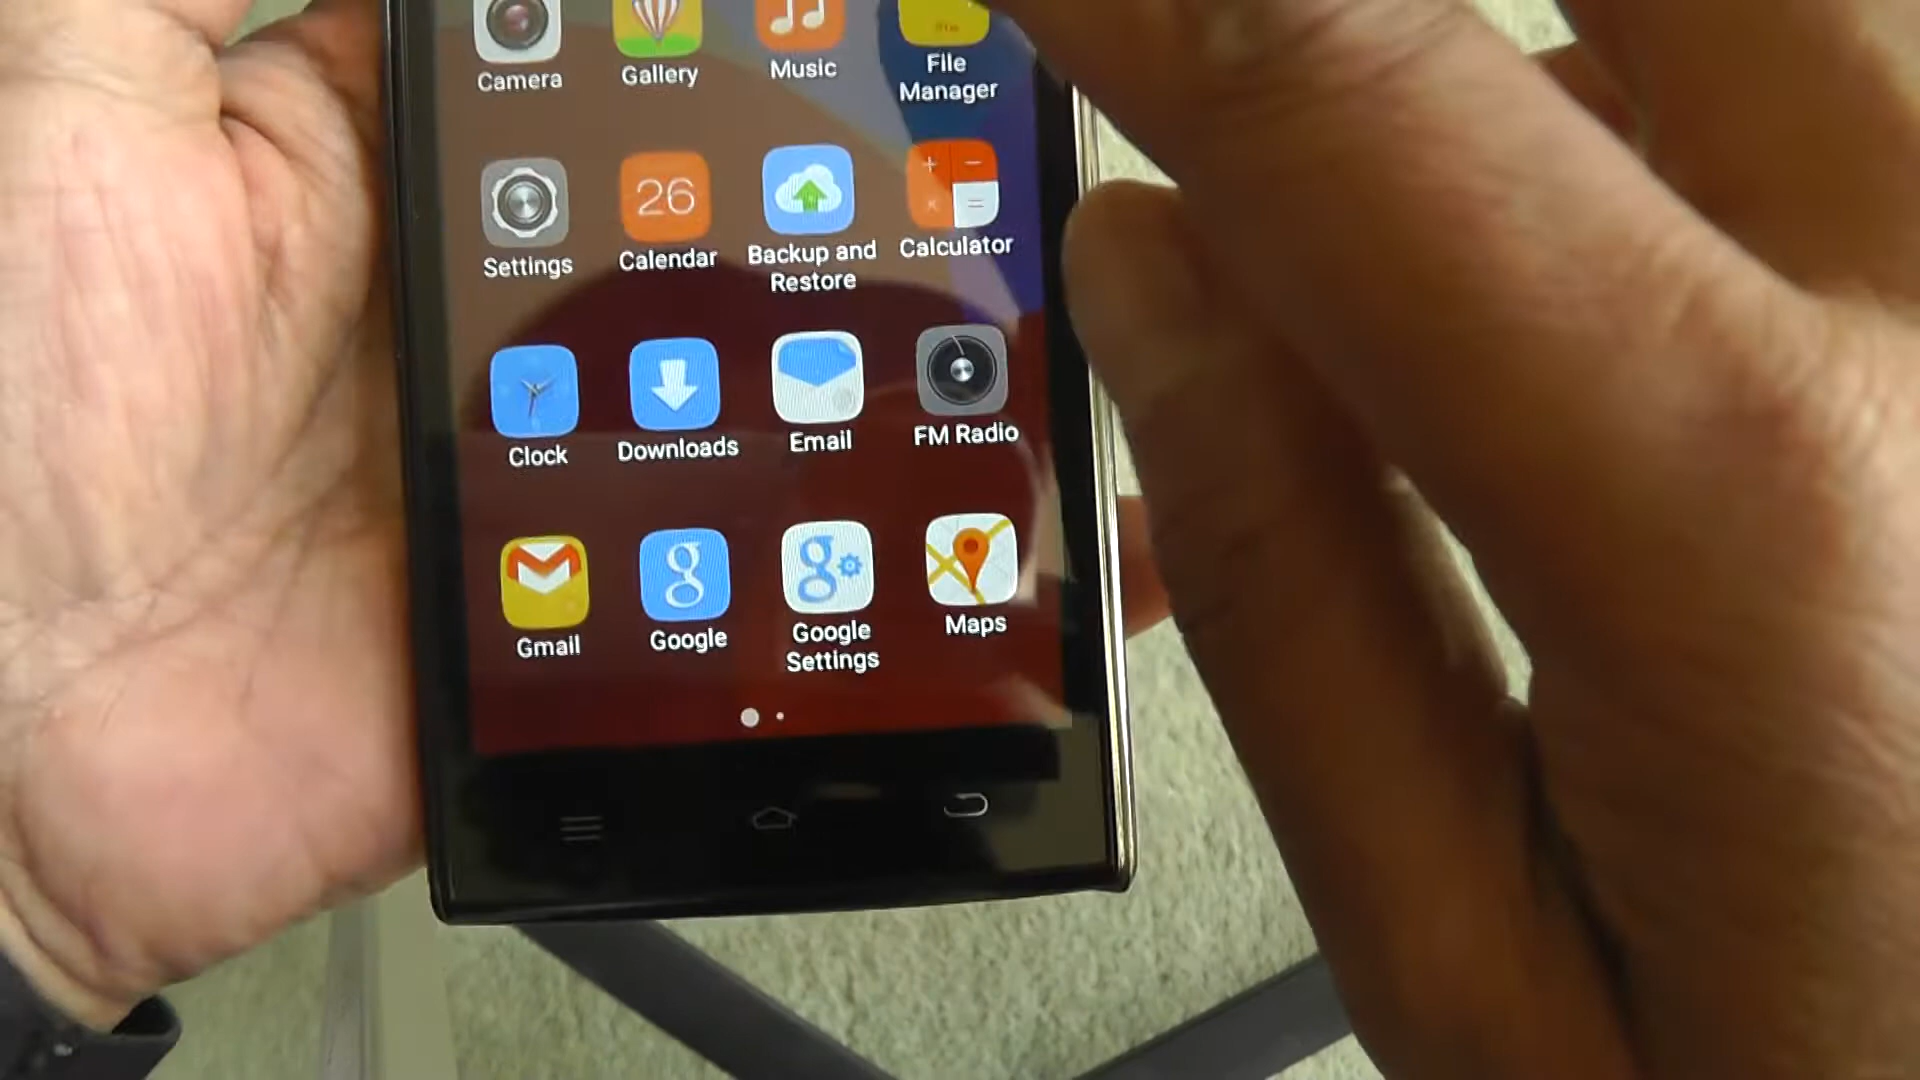 Camera
Gallery
Music
File
Manager
26
Settings
Calendar
Backup and
Restore
+ −
× =
Calculator
Clock
Downloads
Email
FM Radio
g
g
Gmail
Google
Google
Settings
Maps